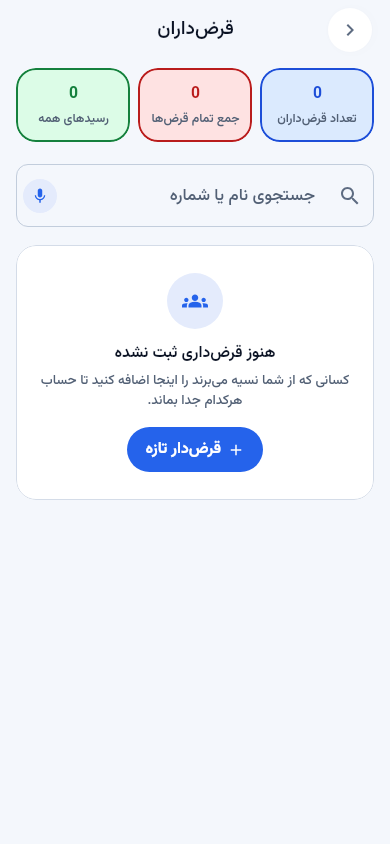 قرض‌داران
0
تعداد قرض‌داران
0
جمع تمام قرض‌ها
0
رسیدهای همه
جستجوی نام یا شماره
هنوز قرض‌داری ثبت نشده
کسانی که از شما نسیه می‌برند را اینجا اضافه کنید تا حساب
هرکدام جدا بماند.
قرض‌دار تازه